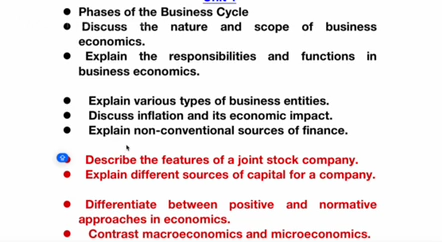 ● Phases of the Business Cycle
● Discuss the nature and scope of business
economics.
● Explain the responsibilities and functions in
business economics.
● Explain various types of business entities.
● Discuss inflation and its economic impact.
● Explain non-conventional sources of finance.
● Describe the features of a joint stock company.
● Explain different sources of capital for a company.
● Differentiate between positive and normative
approaches in economics.
● Contrast macroeconomics and microeconomics.